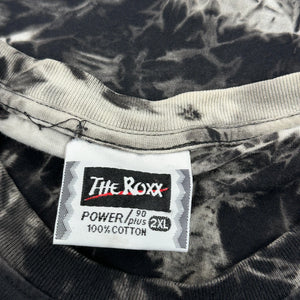 THE ROXX
POWER/90 plus 2XL
100% COTTON